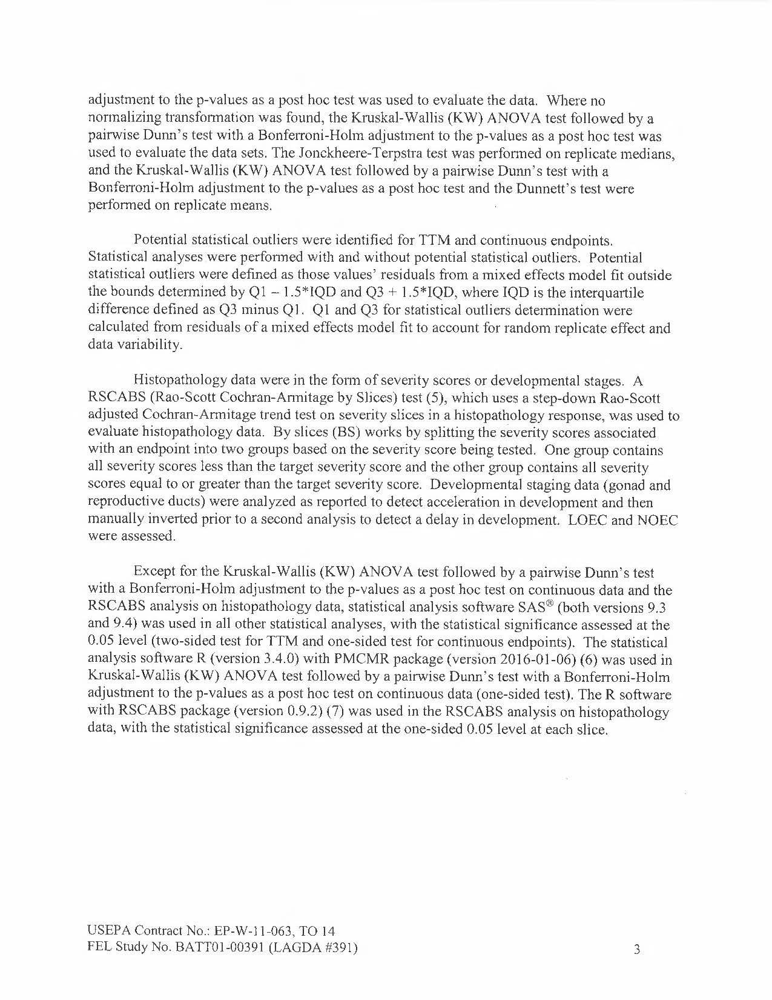 adjustment to the p-values as a post hoc test was used to evaluate the data. Where no
normalizing transformation was found, the Kruskal-Wallis (KW) ANOVA test followed by a
pairwise Dunn's test with a Bonferroni-Holm adjustment to the p-values as a post hoc test was
used to evaluate the data sets. The Jonckheere-Terpstra test was performed on replicate medians,
and the Kruskal-Wallis (KW) ANOVA test followed by a pairwise Dunn's test with a
Bonferroni-Holm adjustment to the p-values as a post hoc test and the Dunnett's test were
performed on replicate means.
Potential statistical outliers were identified for TTM and continuous endpoints.
Statistical analyses were performed with and without potential statistical outliers. Potential
statistical outliers were defined as those values' residuals from a mixed effects model fit outside
the bounds determined by Q1 – 1.5*IQD and Q3 + 1.5*IQD, where IQD is the interquartile
difference defined as Q3 minus Q1. Q1 and Q3 for statistical outliers determination were
calculated from residuals of a mixed effects model fit to account for random replicate effect and
data variability.
Histopathology data were in the form of severity scores or developmental stages. A
RSCABS (Rao-Scott Cochran-Armitage by Slices) test (5), which uses a step-down Rao-Scott
adjusted Cochran-Armitage trend test on severity slices in a histopathology response, was used to
evaluate histopathology data. By slices (BS) works by splitting the severity scores associated
with an endpoint into two groups based on the severity score being tested. One group contains
all severity scores less than the target severity score and the other group contains all severity
scores equal to or greater than the target severity score. Developmental staging data (gonad and
reproductive ducts) were analyzed as reported to detect acceleration in development and then
manually inverted prior to a second analysis to detect a delay in development. LOEC and NOEC
were assessed.
Except for the Kruskal-Wallis (KW) ANOVA test followed by a pairwise Dunn's test
with a Bonferroni-Holm adjustment to the p-values as a post hoc test on continuous data and the
RSCABS analysis on histopathology data, statistical analysis software SAS® (both versions 9.3
and 9.4) was used in all other statistical analyses, with the statistical significance assessed at the
0.05 level (two-sided test for TTM and one-sided test for continuous endpoints). The statistical
analysis software R (version 3.4.0) with PMCMR package (version 2016-01-06) (6) was used in
Kruskal-Wallis (KW) ANOVA test followed by a pairwise Dunn's test with a Bonferroni-Holm
adjustment to the p-values as a post hoc test on continuous data (one-sided test). The R software
with RSCABS package (version 0.9.2) (7) was used in the RSCABS analysis on histopathology
data, with the statistical significance assessed at the one-sided 0.05 level at each slice.
USEPA Contract No.: EP-W-11-063, TO 14
FEL Study No. BATT01-00391 (LAGDA #391) 3